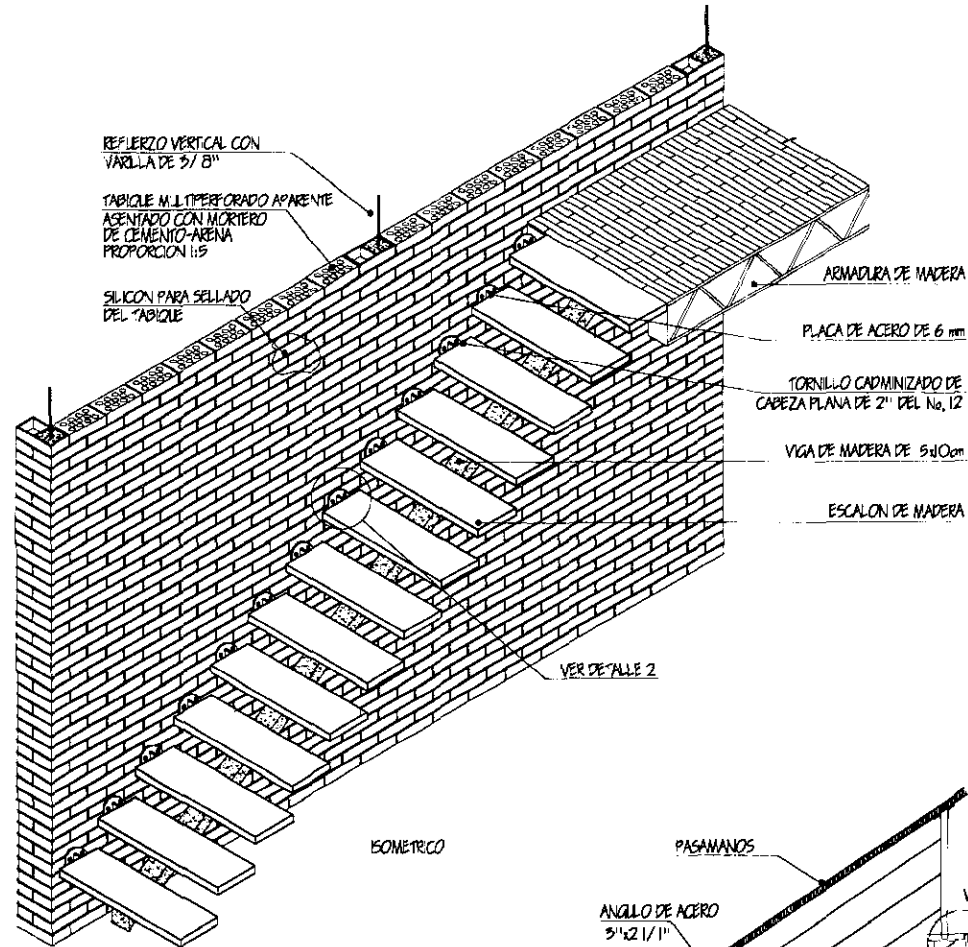 REFUERZO VERTICAL CON
VARILLA DE 3/8"
TABIQUE MULTIPERFORADO APARENTE
ASENTADO CON MORTERO
DE CEMENTO-ARENA
PROPORCION 1:5
SILICON PARA SELLADO
DEL TABIQUE
ARMADURA DE MADERA
PLACA DE ACERO DE 6 mm
TORNILLO CADMINIZADO DE
CABEZA PLANA DE 2" DEL No. 12
VIGA DE MADERA DE 5x10cm
ESCALON DE MADERA
VER DETALLE 2
ISOMETRICO
PASAMANOS
ANGULO DE ACERO
3"x2 1/1"
V